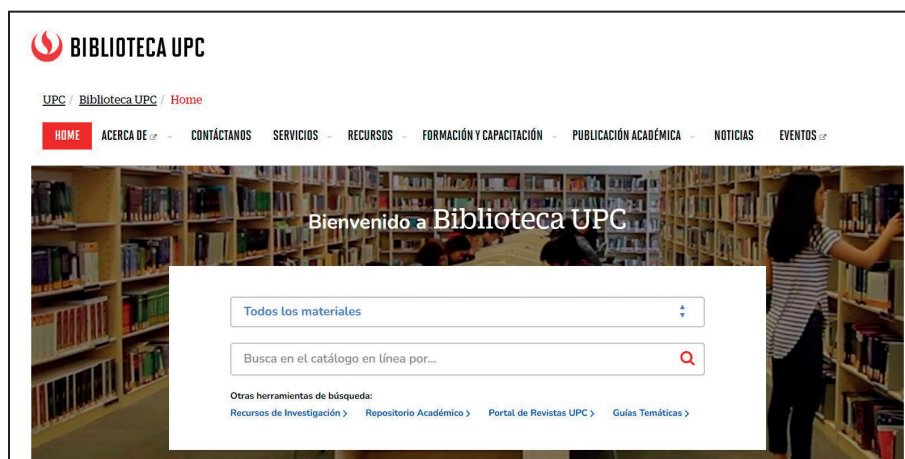 BIBLIOTECA UPC
UPC / Biblioteca UPC / Home
HOME ACERCA DE CONTÁCTANOS SERVICIOS RECURSOS FORMACIÓN Y CAPACITACIÓN PUBLICACIÓN ACADÉMICA NOTICIAS EVENTOS
Bienvenido a Biblioteca UPC
Todos los materiales
Busca en el catálogo en línea por...
Otras herramientas de búsqueda:
Recursos de Investigación > Repositorio Académico > Portal de Revistas UPC > Guías Temáticas >